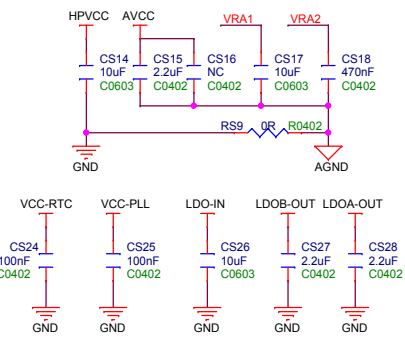 HPVCC AVCC VRA1 VRA2
CS14 CS15 CS16 CS17 CS18
10uF 2.2uF NC 10uF 470nF
C0603 C0402 C0402 C0603 C0402
RS9 0R R0402
GND AGND
VCC-RTC VCC-PLL LDO-IN LDOB-OUT LDOA-OUT
CS24 CS25 CS26 CS27 CS28
100nF 100nF 10uF 2.2uF 2.2uF
C0402 C0402 C0603 C0402 C0402
GND GND GND GND GND